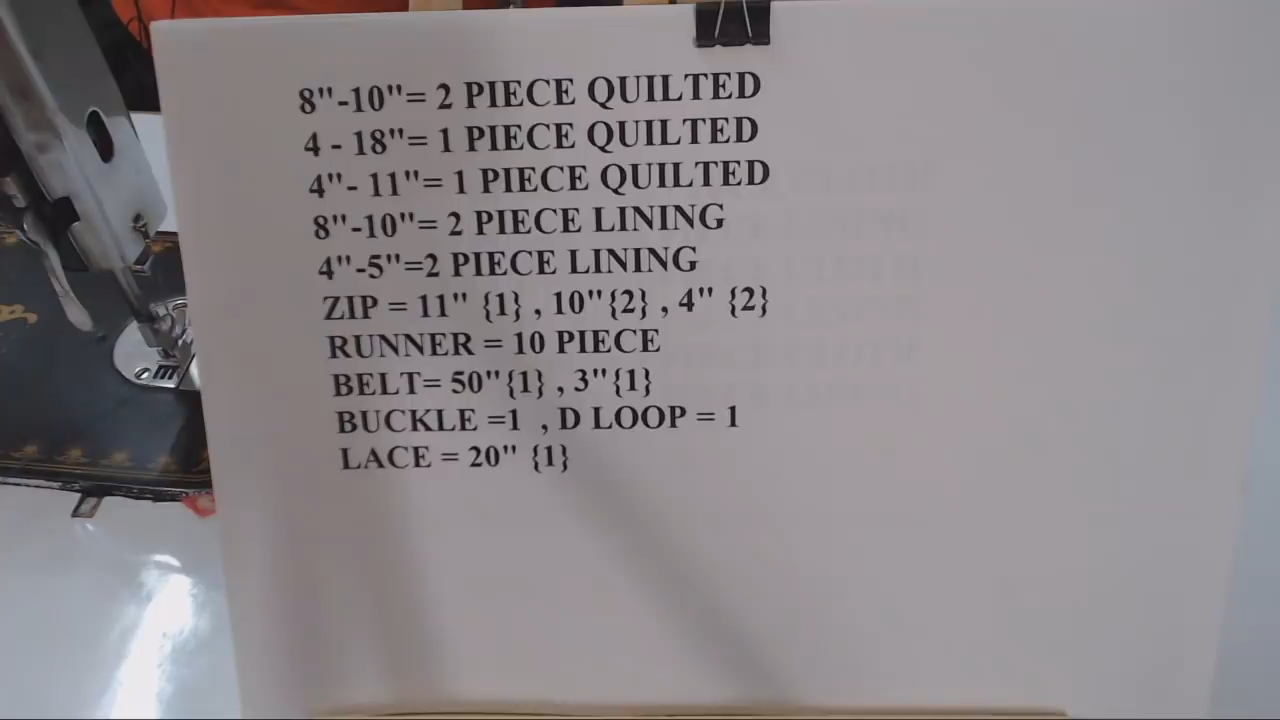 8"-10"= 2 PIECE QUILTED
4 - 18"= 1 PIECE QUILTED
4"- 11"= 1 PIECE QUILTED
8"-10"= 2 PIECE LINING
4"-5"=2 PIECE LINING
ZIP = 11" {1} , 10"{2} , 4" {2}
RUNNER = 10 PIECE
BELT= 50"{1} , 3"{1}
BUCKLE =1 , D LOOP = 1
LACE = 20" {1}